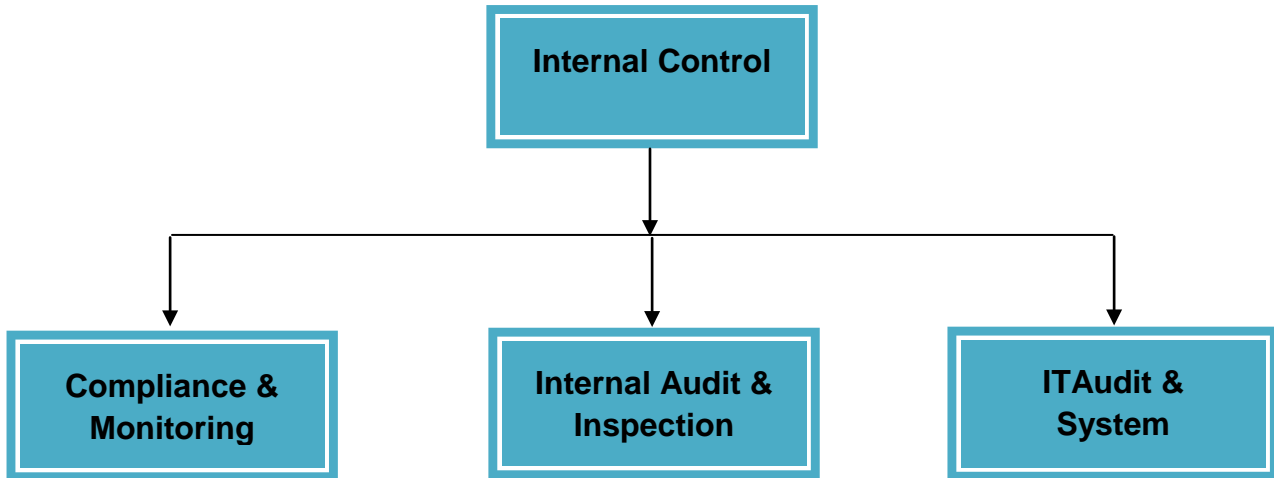 Internal Control
Compliance &
Monitoring
Internal Audit &
Inspection
ITAudit &
System